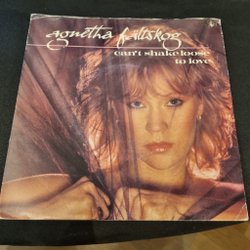 agnetha fältskog
can't shake loose
to love